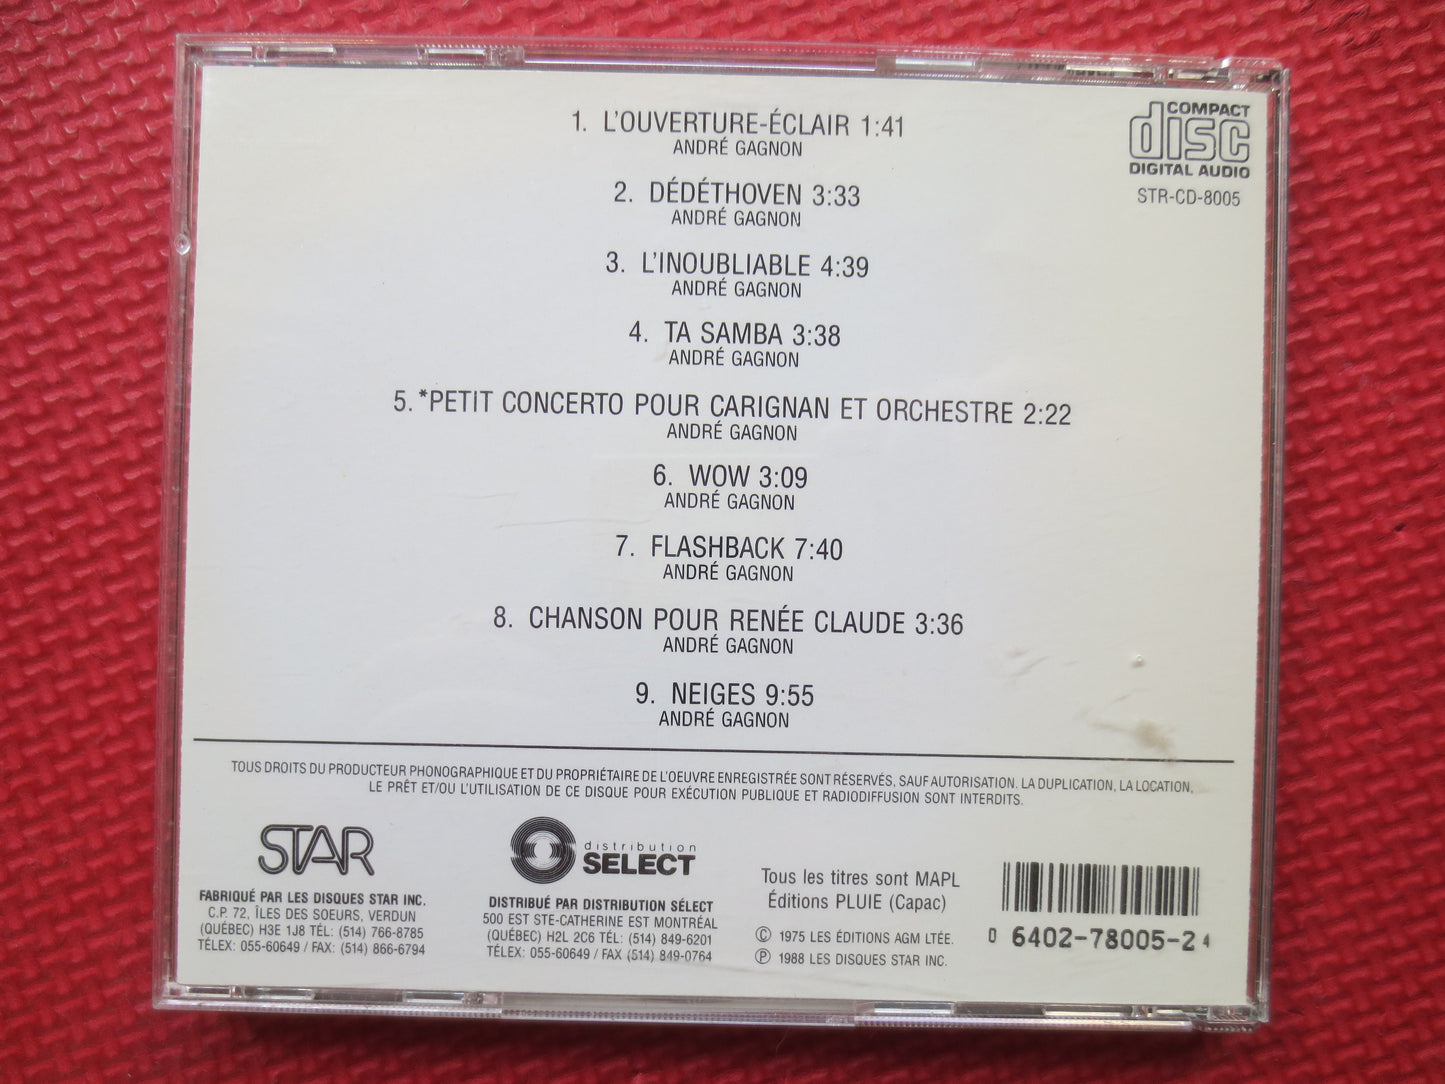 1. L'OUVERTURE-ÉCLAIR 1:41
ANDRÉ GAGNON
2. DÉDÉTHOVEN 3:33
ANDRÉ GAGNON
3. L'INOUBLIABLE 4:39
ANDRÉ GAGNON
4. TA SAMBA 3:38
ANDRÉ GAGNON
5. *PETIT CONCERTO POUR CARIGNAN ET ORCHESTRE 2:22
ANDRÉ GAGNON
6. WOW 3:09
ANDRÉ GAGNON
7. FLASHBACK 7:40
ANDRÉ GAGNON
8. CHANSON POUR RENÉE CLAUDE 3:36
ANDRÉ GAGNON
9. NEIGES 9:55
ANDRÉ GAGNON
COMPACT
disc
DIGITAL AUDIO
STR-CD-8005
TOUS DROITS DU PRODUCTEUR PHONOGRAPHIQUE ET DU PROPRIÉTAIRE DE L'OEUVRE ENREGISTRÉE SONT RÉSERVÉS, SAUF AUTORISATION. LA DUPLICATION, LA LOCATION,
LE PRÊT ET/OU L'UTILISATION DE CE DISQUE POUR EXÉCUTION PUBLIQUE ET RADIODIFFUSION SONT INTERDITS.
STAR
FABRIQUÉ PAR LES DISQUES STAR INC.
C.P. 72, ÎLES DES SOEURS, VERDUN
(QUÉBEC) H3E 1J8 TÉL: (514) 766-8785
TÉLEX: 055-60649 / FAX: (514) 866-6794
distribution
SELECT
DISTRIBUÉ PAR DISTRIBUTION SÉLECT
500 EST STE-CATHERINE EST MONTRÉAL
(QUÉBEC) H2L 2C6 TÉL: (514) 849-6201
TÉLEX: 055-60649 / FAX (514) 849-0764
Tous les titres sont MAPL
Éditions PLUIE (Capac)
© 1975 LES ÉDITIONS AGM LTÉE.
℗ 1988 LES DISQUES STAR INC.
0 6402-78005-2 4